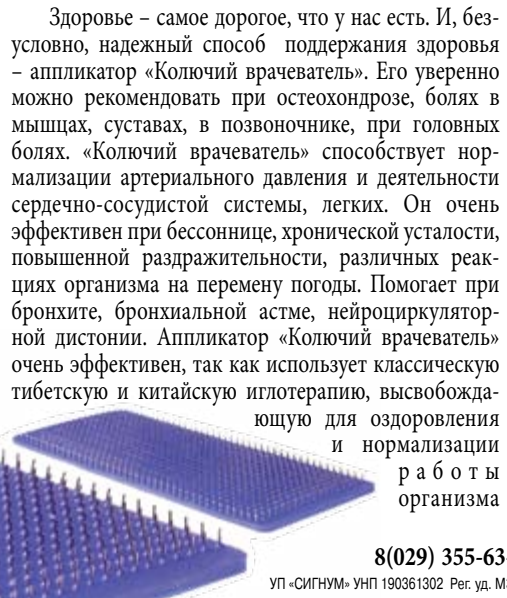 Здоровье – самое дорогое, что у нас есть. И, без-
условно, надежный способ поддержания здоровья
– аппликатор «Колючий врачеватель». Его уверенно
можно рекомендовать при остеохондрозе, болях в
мышцах, суставах, в позвоночнике, при головных
болях. «Колючий врачеватель» способствует нор-
мализации артериального давления и деятельности
сердечно-сосудистой системы, легких. Он очень
эффективен при бессоннице, хронической усталости,
повышенной раздражительности, различных реак-
циях организма на перемену погоды. Помогает при
бронхите, бронхиальной астме, нейроциркулятор-
ной дистонии. Аппликатор «Колючий врачеватель»
очень эффективен, так как использует классическую
тибетскую и китайскую иглотерапию, высвобожда-
ющую для оздоровления
и нормализации
работы
организма
8(029) 355-63-
УП «СИГНУМ» УНП 190361302 Рег. уд. М